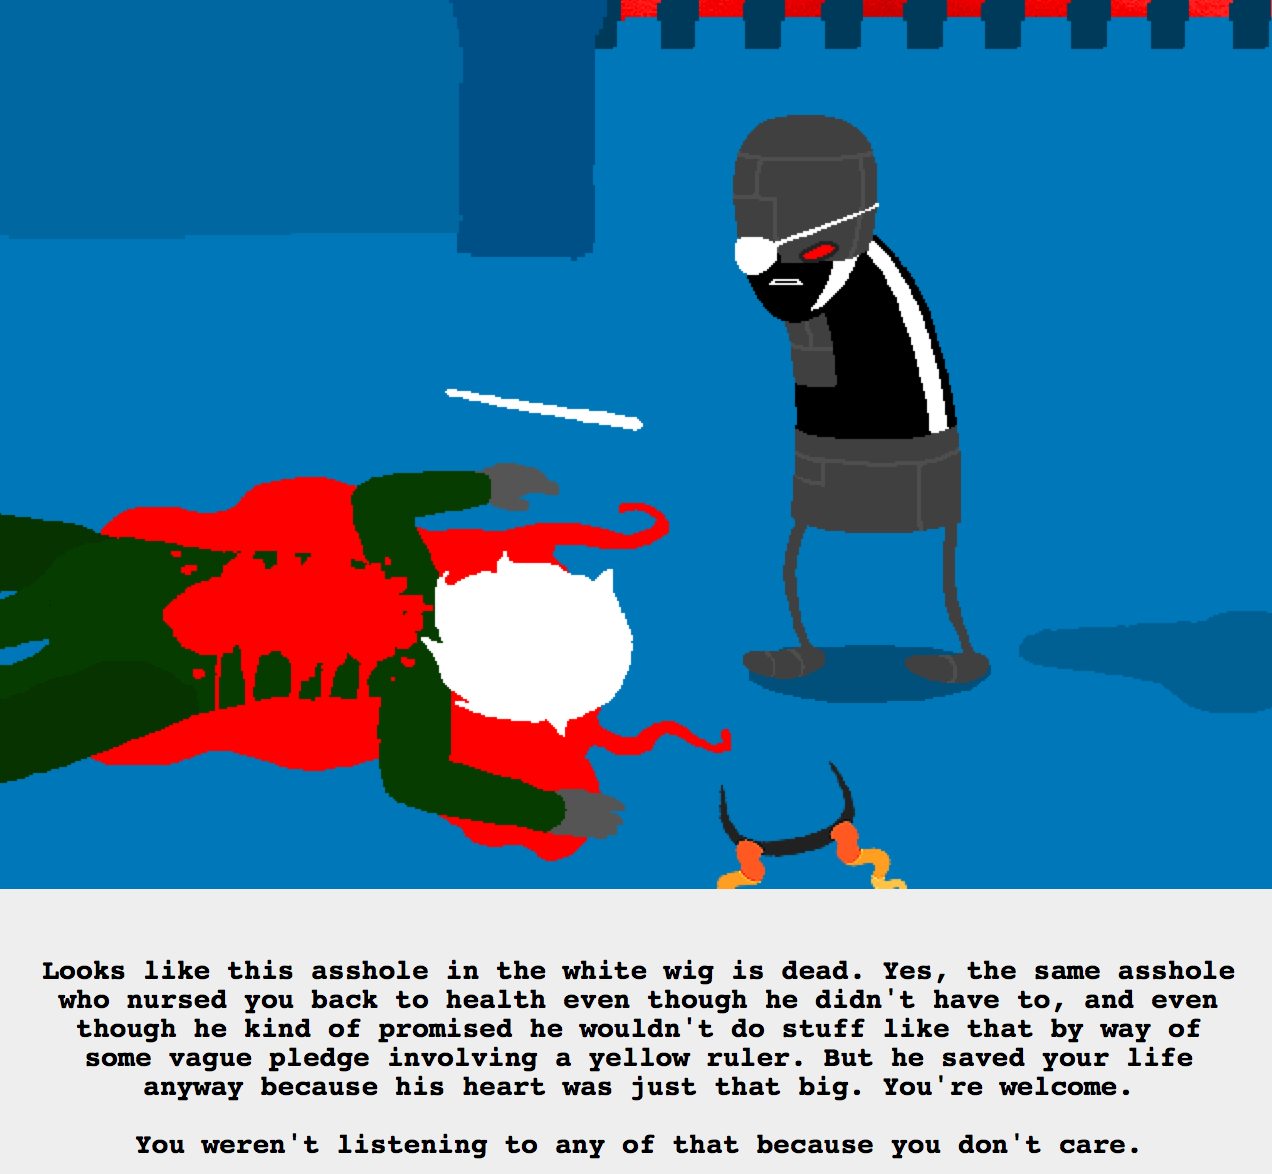 Looks like this asshole in the white wig is dead. Yes, the same asshole
who nursed you back to health even though he didn't have to, and even
though he kind of promised he wouldn't do stuff like that by way of
some vague pledge involving a yellow ruler. But he saved your life
anyway because his heart was just that big. You're welcome.
You weren't listening to any of that because you don't care.